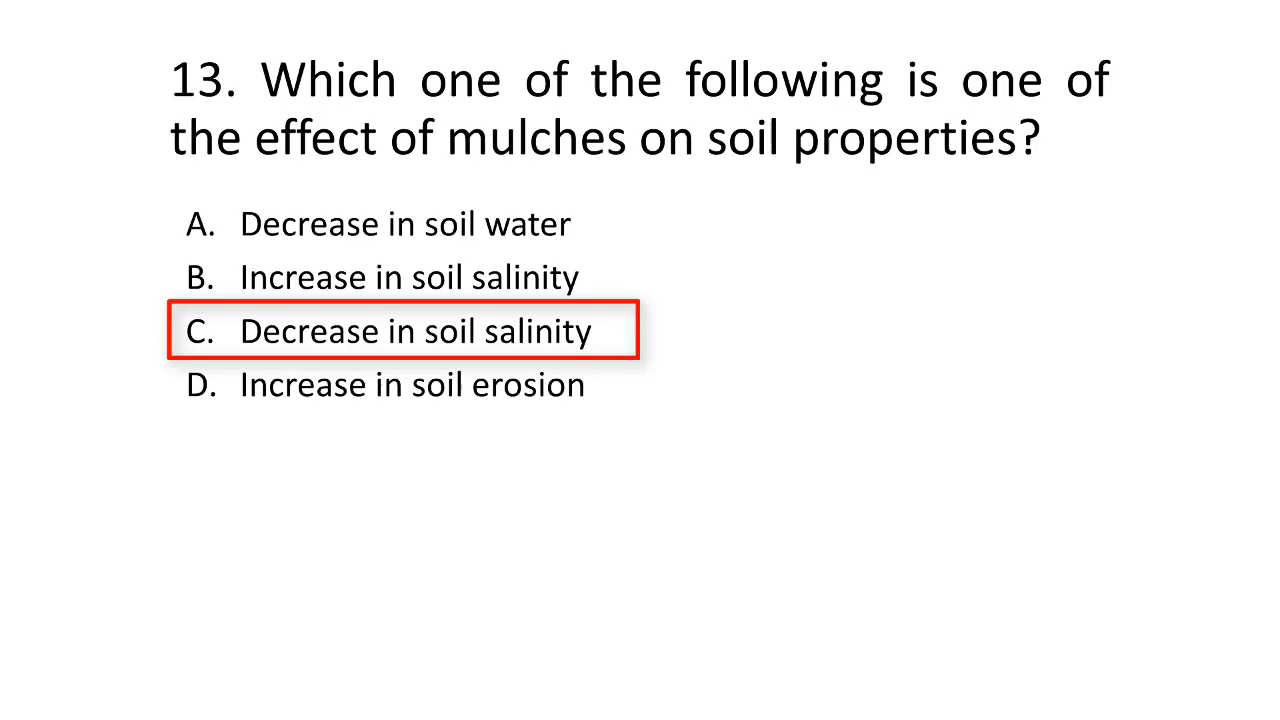 13. Which one of the following is one of
the effect of mulches on soil properties?
A. Decrease in soil water
B. Increase in soil salinity
C. Decrease in soil salinity
D. Increase in soil erosion